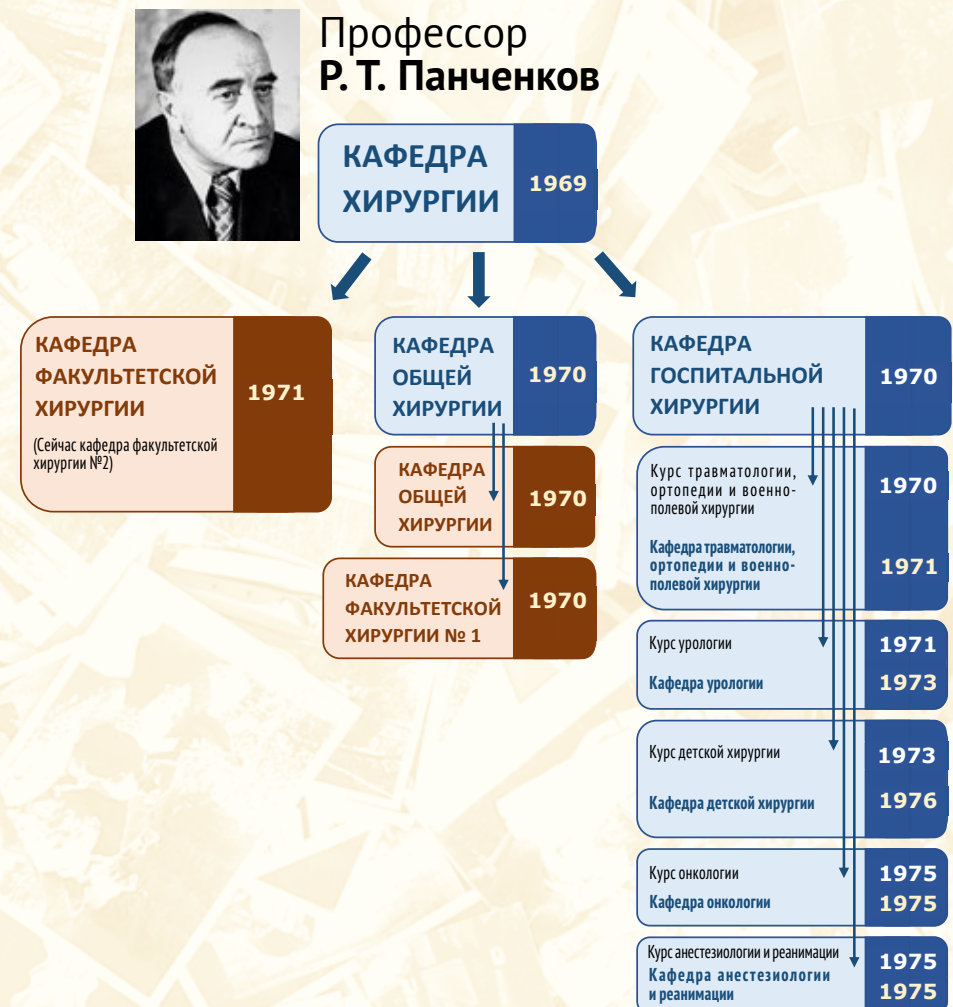 Профессор
Р. Т. Панченков
КАФЕДРА
ХИРУРГИИ
1969
КАФЕДРА
ФАКУЛЬТЕТСКОЙ
ХИРУРГИИ
(Сейчас кафедра факультетской
хирургии №2)
1971
КАФЕДРА
ОБЩЕЙ
ХИРУРГИИ
1970
КАФЕДРА
ОБЩЕЙ
ХИРУРГИИ
1970
КАФЕДРА
ФАКУЛЬТЕТСКОЙ
ХИРУРГИИ № 1
1970
КАФЕДРА
ГОСПИТАЛЬНОЙ
ХИРУРГИИ
1970
Курс травматологии,
ортопедии и военно-
полевой хирургии
1970
Кафедра травматологии,
ортопедии и военно-
полевой хирургии
1971
Курс урологии
1971
Кафедра урологии
1973
Курс детской хирургии
1973
Кафедра детской хирургии
1976
Курс онкологии
1975
Кафедра онкологии
1975
Курс анестезиологии и реанимации
1975
Кафедра анестезиологии
и реанимации
1975